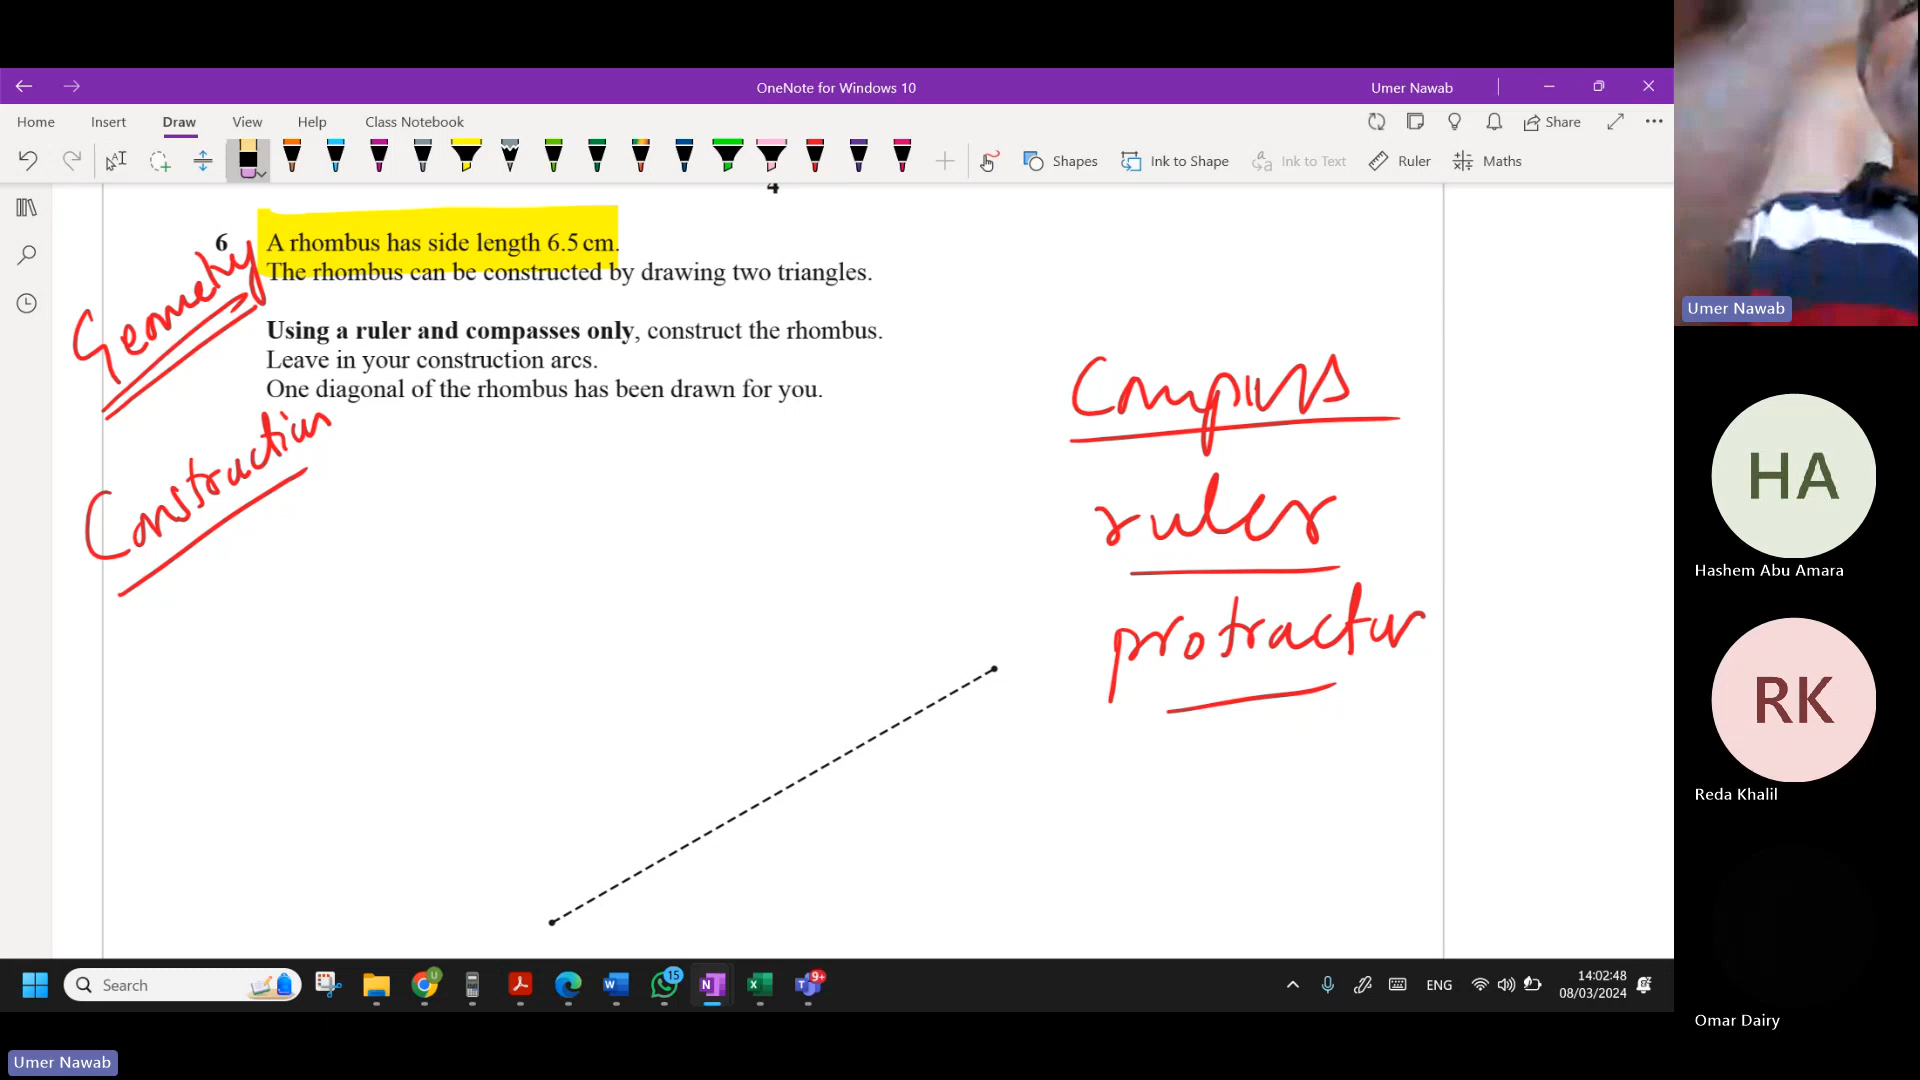 OneNote for Windows 10
Umer Nawab
Home
Insert
Draw
View
Help
Class Notebook
Share
Shapes
Ink to Shape
Ink to Text
Ruler
Maths
4
6 A rhombus has side length 6.5 cm.
The rhombus can be constructed by drawing two triangles.
Using a ruler and compasses only, construct the rhombus.
Leave in your construction arcs.
One diagonal of the rhombus has been drawn for you.
Geometry
Construction
ruler
protractor
Umer Nawab
HA
Hashem Abu Amara
RK
Reda Khalil
Omar Dairy
Search
U
15
9+
ENG
14:02:48
08/03/2024
Umer Nawab